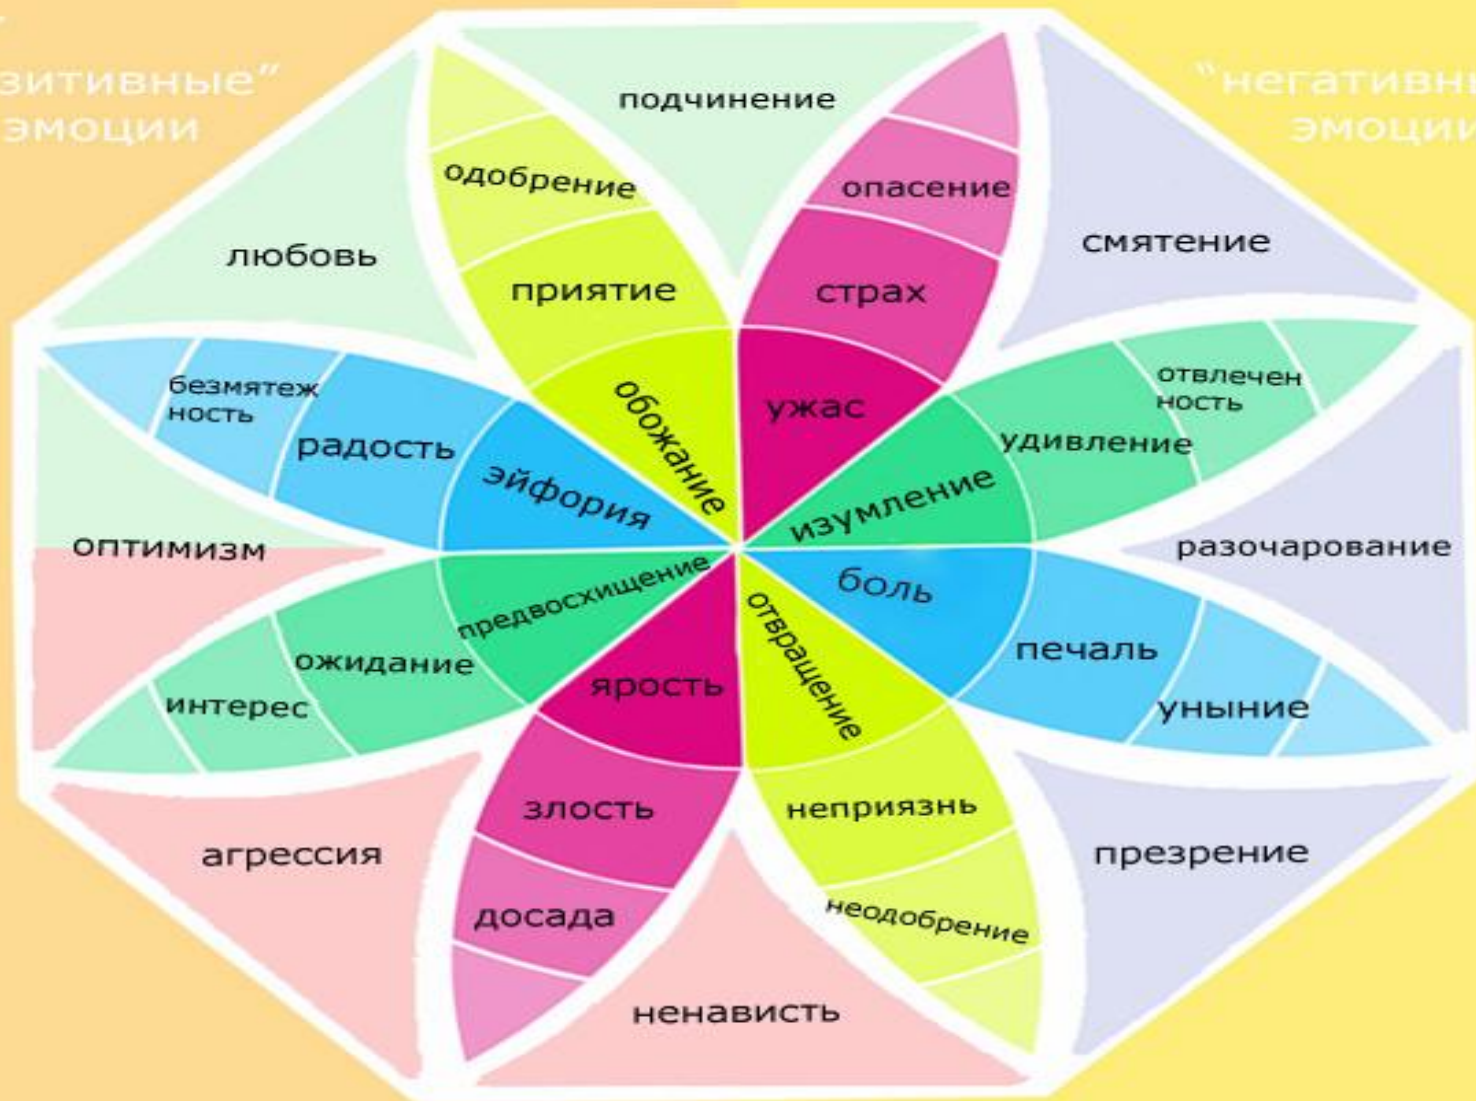 зитивные"
эмоции
"негативн
эмоции
подчинение
одобрение
опасение
любовь
смятение
приятие
страх
безмятеж
ность
отвлечен
ность
обожание
ужас
радость
удивление
эйфория
изумление
оптимизм
разочарование
предвосхищение
боль
отвращение
ожидание
печаль
интерес
ярость
уныние
злость
неприязнь
агрессия
презрение
досада
неодобрение
ненависть